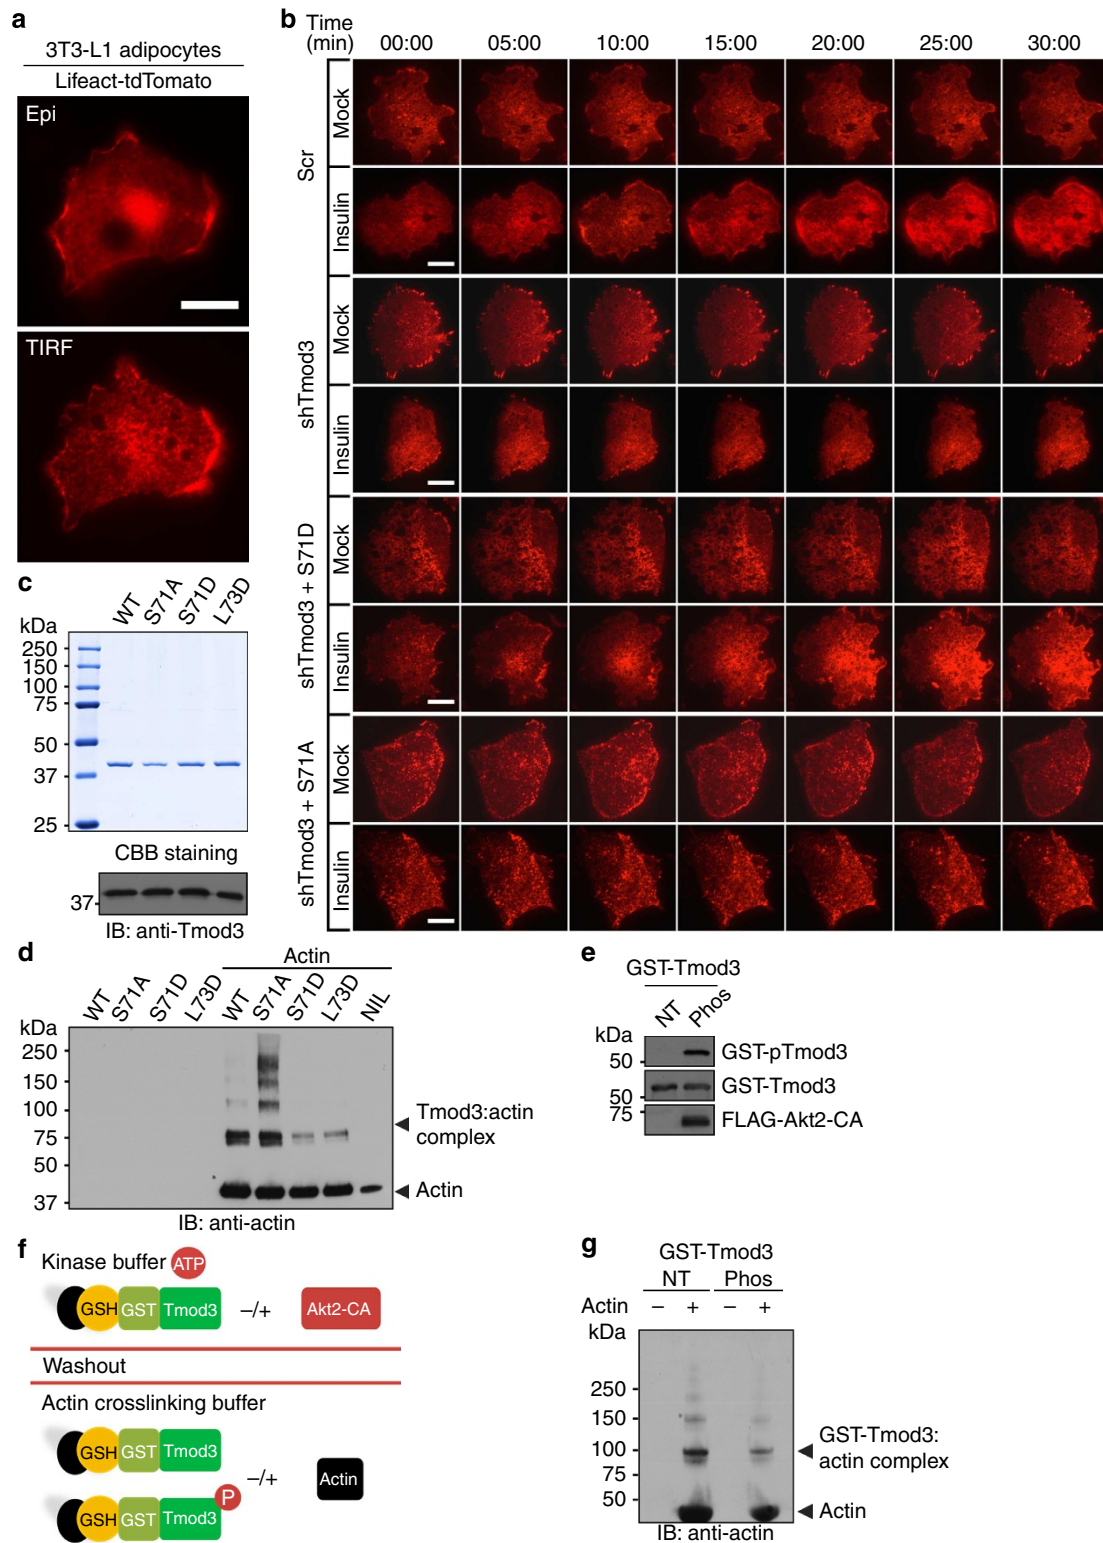 a
3T3-L1 adipocytes
Lifeact-tdTomato
Epi
TIRF
b
Time
(min)
00:00 05:00 10:00 15:00 20:00 25:00 30:00
Scr
Mock
Insulin
shTmod3
Mock
Insulin
shTmod3 + S71D
Mock
Insulin
shTmod3 + S71A
Mock
Insulin
c
WT S71A S71D L73D
kDa
250
150
100
75
50
37
25
CBB staining
37
IB: anti-Tmod3
d
Actin
WT S71A S71D L73D WT S71A S71D L73D NIL
kDa
250
150
100
75
50
37
Tmod3:actin
complex
Actin
IB: anti-actin
e
GST-Tmod3
NT Phos
kDa
50
GST-pTmod3
50
GST-Tmod3
75
FLAG-Akt2-CA
f
Kinase buffer ATP
GSH GST Tmod3 –/+ Akt2-CA
Washout
Actin crosslinking buffer
GSH GST Tmod3
–/+ Actin
P
GSH GST Tmod3
g
GST-Tmod3
NT Phos
Actin – + – +
kDa
250
150
100
75
50
GST-Tmod3:
actin complex
Actin
IB: anti-actin